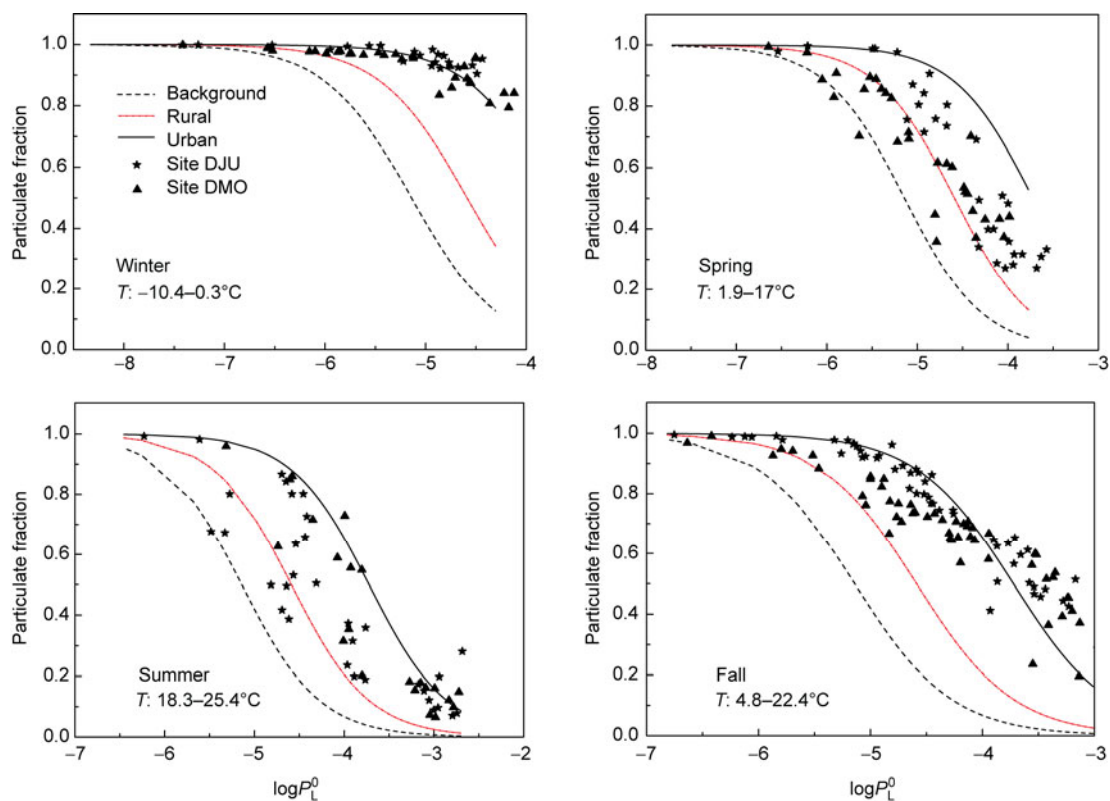 Particulate fraction
1.0
0.8
0.6
0.4
0.2
0.0
Background
Rural
Urban
Site DJU
Site DMO
Winter
T: −10.4–0.3°C
−8 −7 −6 −5 −4
Particulate fraction
1.0
0.8
0.6
0.4
0.2
0.0
Spring
T: 1.9–17°C
−8 −7 −6 −5 −4 −3
Particulate fraction
1.0
0.8
0.6
0.4
0.2
0.0
Summer
T: 18.3–25.4°C
−7 −6 −5 −4 −3 −2
logP⁰L
Particulate fraction
1.0
0.8
0.6
0.4
0.2
0.0
Fall
T: 4.8–22.4°C
−7 −6 −5 −4 −3
logP⁰L